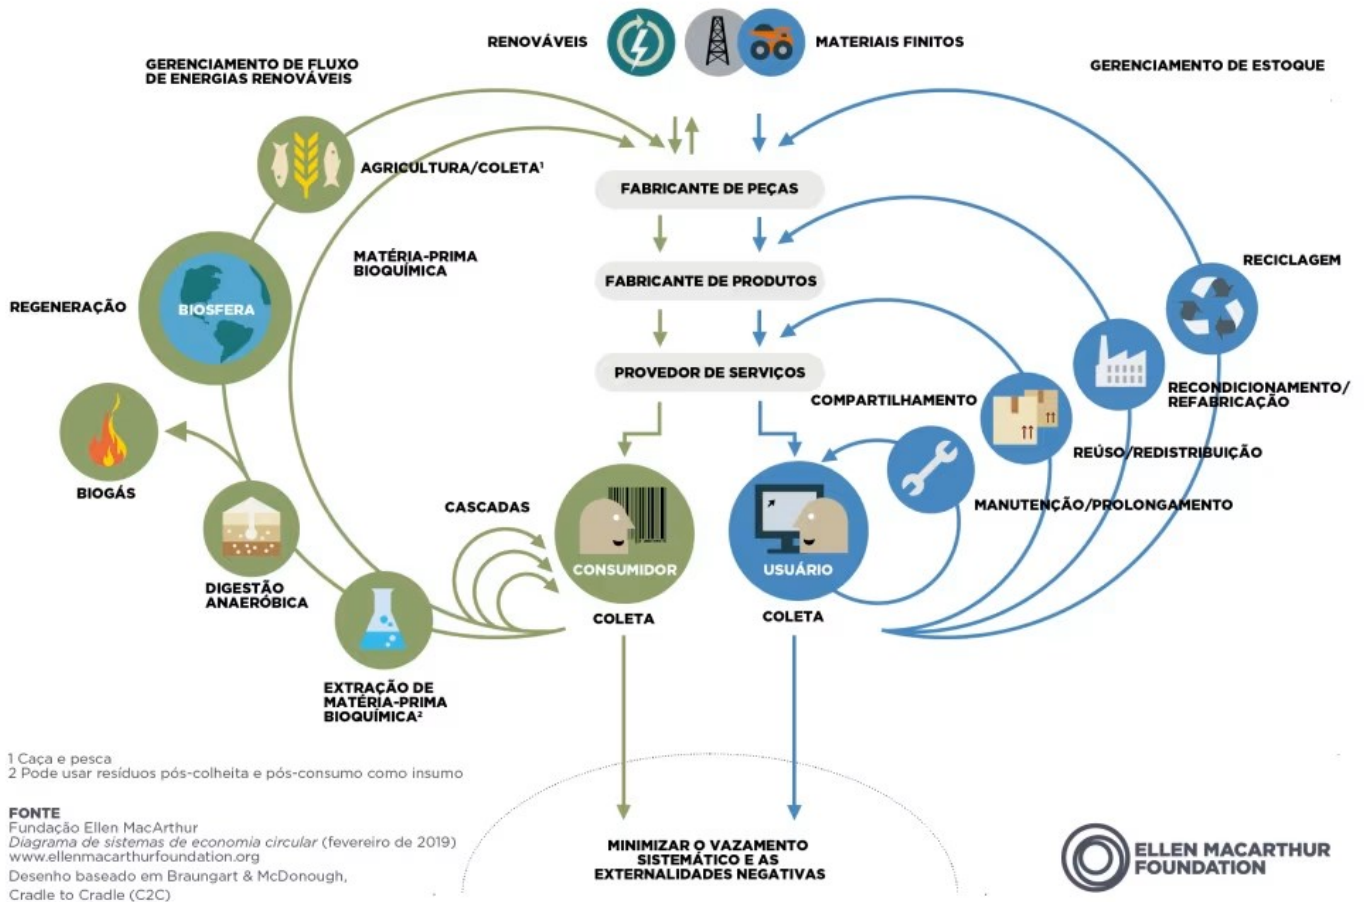 RENOVÁVEIS
MATERIAIS FINITOS
GERENCIAMENTO DE FLUXO
DE ENERGIAS RENOVÁVEIS
GERENCIAMENTO DE ESTOQUE
AGRICULTURA/COLETA¹
FABRICANTE DE PEÇAS
MATÉRIA-PRIMA
BIOQUÍMICA
RECICLAGEM
FABRICANTE DE PRODUTOS
REGENERAÇÃO
BIOSFERA
PROVEDOR DE SERVIÇOS
RECONDICIONAMENTO/
REFABRICAÇÃO
COMPARTILHAMENTO
REÚSO/REDISTRIBUIÇÃO
BIOGÁS
CASCADAS
MANUTENÇÃO/PROLONGAMENTO
CONSUMIDOR
USUÁRIO
DIGESTÃO
ANAERÓBICA
COLETA
COLETA
EXTRAÇÃO DE
MATÉRIA-PRIMA
BIOQUÍMICA²
1 Caça e pesca
2 Pode usar resíduos pós-colheita e pós-consumo como insumo
FONTE
Fundação Ellen MacArthur
Diagrama de sistemas de economia circular (fevereiro de 2019)
www.ellenmacarthurfoundation.org
Desenho baseado em Braungart & McDonough,
Cradle to Cradle (C2C)
MINIMIZAR O VAZAMENTO
SISTEMÁTICO E AS
EXTERNALIDADES NEGATIVAS
ELLEN MACARTHUR
FOUNDATION